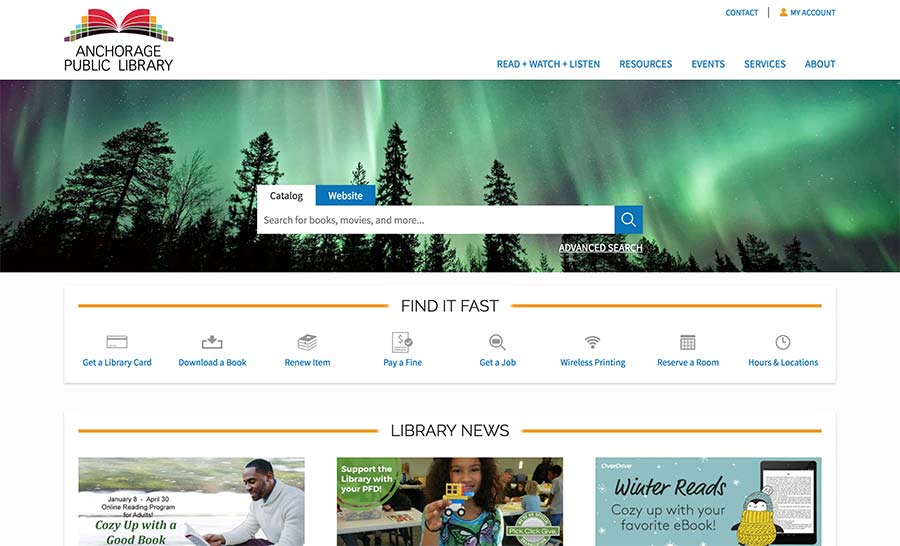 CONTACT
MY ACCOUNT
ANCHORAGE
PUBLIC LIBRARY
READ + WATCH + LISTEN
RESOURCES
EVENTS
SERVICES
ABOUT
Catalog
Website
Search for books, movies, and more...
ADVANCED SEARCH
FIND IT FAST
Get a Library Card
Download a Book
Renew Item
Pay a Fine
Get a Job
Wireless Printing
Reserve a Room
Hours & Locations
LIBRARY NEWS
January 8 - April 30
Online Reading Program
for Adults!
Cozy Up with a
Good Book
Support the
Library with
your PFD!
Pick.Click.Give.
OverDrive
Winter Reads
Cozy up with your
favorite eBook!